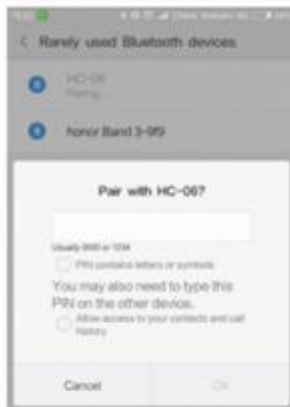 Rarely used Bluetooth devices
HC-06
Pairing...
honor Band 3-9f9
Pair with HC-06?
Usually 0000 or 1234
PIN contains letters or symbols
You may also need to type this
PIN on the other device.
Allow access to your contacts and call
history
Cancel
OK